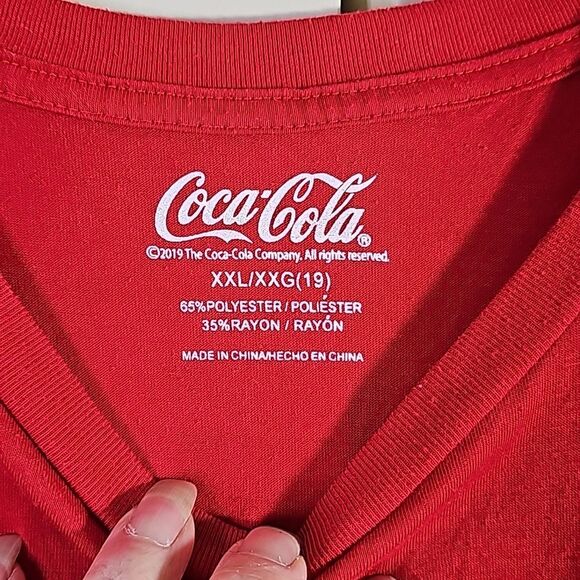 Coca-Cola®
©2019 The Coca-Cola Company. All rights reserved.
XXL/XXG(19)
65%POLYESTER / POLIÉSTER
35%RAYON / RAYÓN
MADE IN CHINA/HECHO EN CHINA